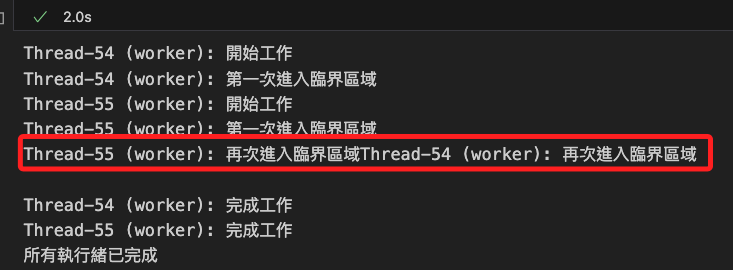 2.0s
Thread-54 (worker): 開始工作
Thread-54 (worker): 第一次進入臨界區域
Thread-55 (worker): 開始工作
Thread-55 (worker): 第一次進入臨界區域
Thread-55 (worker): 再次進入臨界區域Thread-54 (worker): 再次進入臨界區域
Thread-54 (worker): 完成工作
Thread-55 (worker): 完成工作
所有執行緒已完成